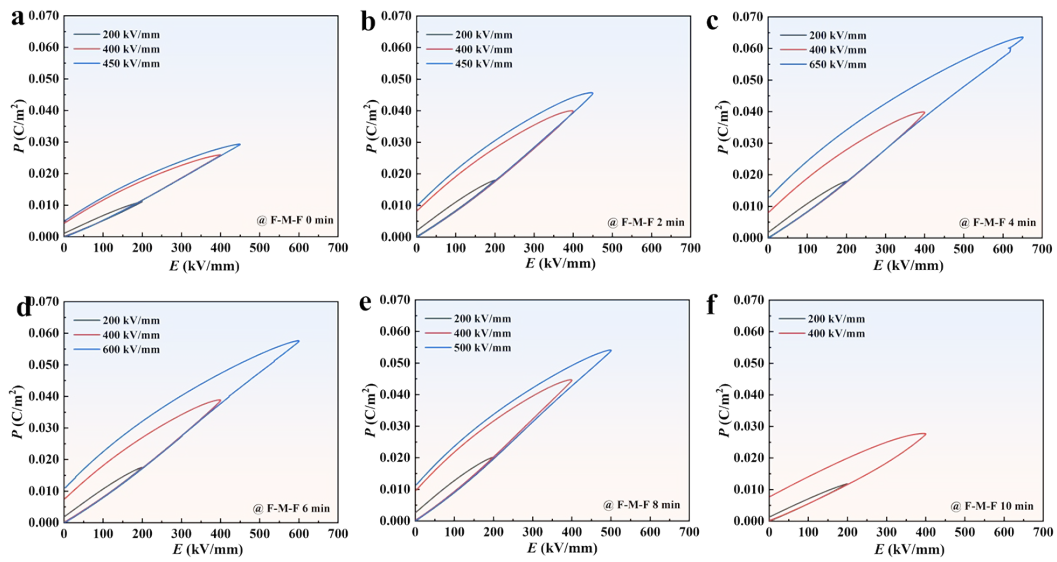 a
0.070
0.060
0.050
0.040
0.030
0.020
0.010
0.000
P (C/m²)
200 kV/mm
400 kV/mm
450 kV/mm
@ F-M-F 0 min
0 100 200 300 400 500 600 700
E (kV/mm)
b
0.070
0.060
0.050
0.040
0.030
0.020
0.010
0.000
P (C/m²)
200 kV/mm
400 kV/mm
450 kV/mm
@ F-M-F 2 min
0 100 200 300 400 500 600 700
E (kV/mm)
c
0.070
0.060
0.050
0.040
0.030
0.020
0.010
0.000
P (C/m²)
200 kV/mm
400 kV/mm
650 kV/mm
@ F-M-F 4 min
0 100 200 300 400 500 600 700
E (kV/mm)
d
0.070
0.060
0.050
0.040
0.030
0.020
0.010
0.000
P (C/m²)
200 kV/mm
400 kV/mm
600 kV/mm
@ F-M-F 6 min
0 100 200 300 400 500 600 700
E (kV/mm)
e
0.070
0.060
0.050
0.040
0.030
0.020
0.010
0.000
P (C/m²)
200 kV/mm
400 kV/mm
500 kV/mm
@ F-M-F 8 min
0 100 200 300 400 500 600 700
E (kV/mm)
f
0.070
0.060
0.050
0.040
0.030
0.020
0.010
0.000
P (C/m²)
200 kV/mm
400 kV/mm
@ F-M-F 10 min
0 100 200 300 400 500 600 700
E (kV/mm)